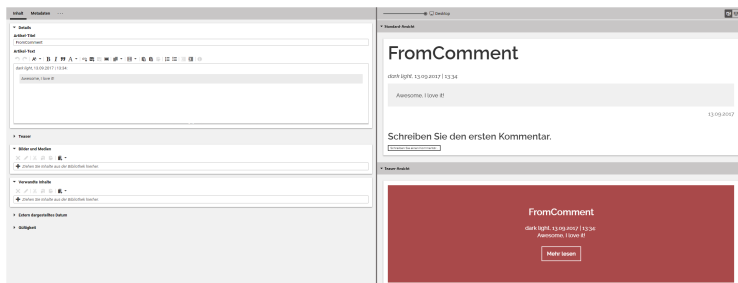 Inhalt Metadaten ...
Details
Artikel-Titel
FromComment
Artikel-Text
dark light, 13.09.2017 | 13:34
Awesome, I love it!
Teaser
Bilder und Medien
Ziehen Sie Inhalte aus der Bibliothek hierher.
Verwandte Inhalte
Ziehen Sie Inhalte aus der Bibliothek hierher.
Extern dargestelltes Datum
Gültigkeit
Desktop
Standard-Ansicht
FromComment
dark light, 13.09.2017 | 13:34
Awesome, I love it!
13.09.2017
Schreiben Sie den ersten Kommentar.
Teaser-Ansicht
FromComment
dark light, 13.09.2017 | 13:34
Awesome, I love it!
Mehr lesen